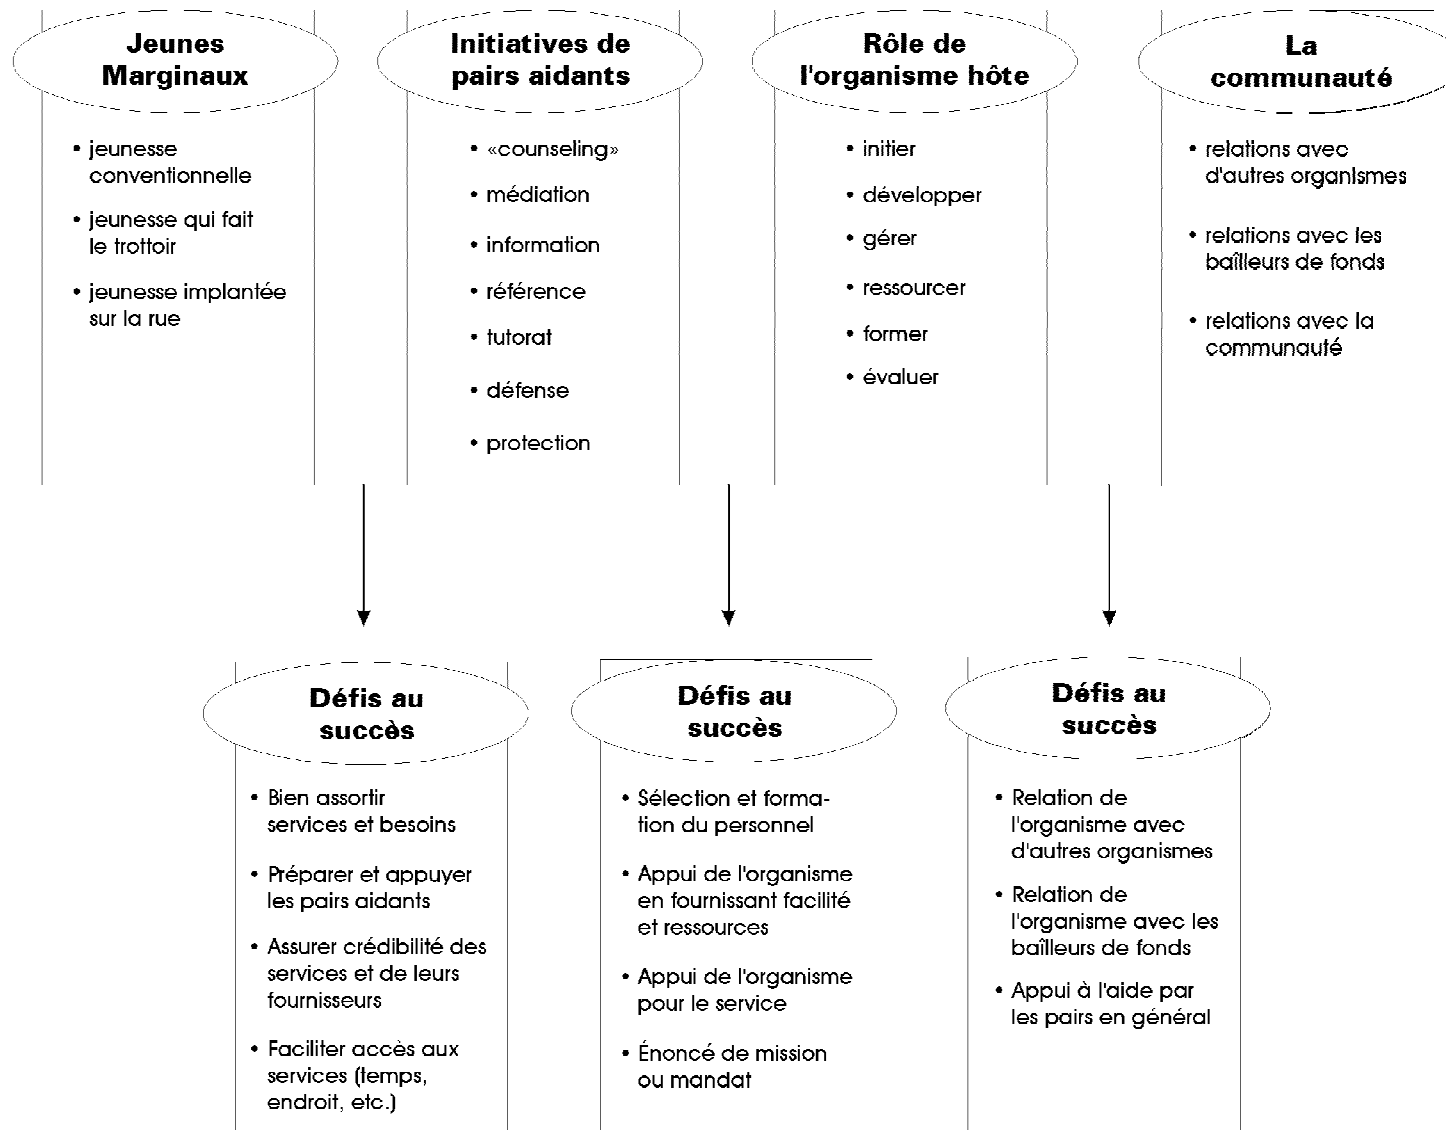 Jeunes
Marginaux
• jeunesse
conventionnelle
• jeunesse qui fait
le trottoir
• jeunesse implantée
sur la rue
Initiatives de
pairs aidants
• «counseling»
• médiation
• information
• référence
• tutorat
• défense
• protection
Rôle de
l'organisme hôte
• initier
• développer
• gérer
• ressourcer
• former
• évaluer
La
communauté
• relations avec
d'autres organismes
• relations avec les
baîlleurs de fonds
• relations avec la
communauté
Défis au
succès
• Bien assortir
services et besoins
• Préparer et appuyer
les pairs aidants
• Assurer crédibilité des
services et de leurs
fournisseurs
• Faciliter accès aux
services (temps,
endroit, etc.)
Défis au
succès
• Sélection et forma-
tion du personnel
• Appui de l'organisme
en fournissant facilité
et ressources
• Appui de l'organisme
pour le service
• Énoncé de mission
ou mandat
Défis au
succès
• Relation de
l'organisme avec
d'autres organismes
• Relation de
l'organisme avec les
baîlleurs de fonds
• Appui à l'aide par
les pairs en général